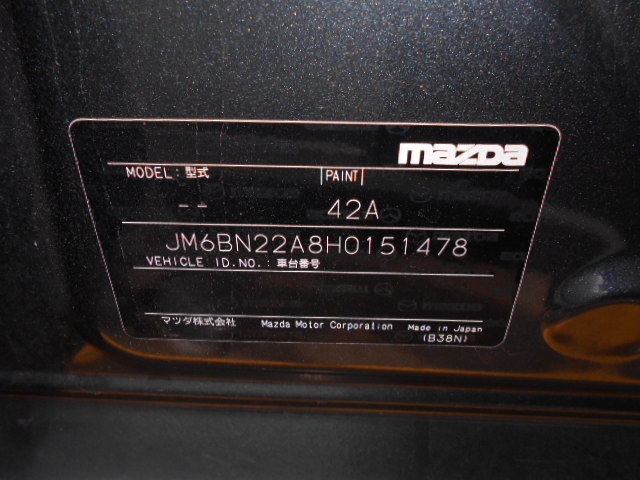 mazda
MODEL：型式 PAINT
-- 42A
JM6BN22A8H0151478
VEHICLE ID.NO.：車台番号
マツダ株式会社 Mazda Motor Corporation Made in Japan
(B38N)